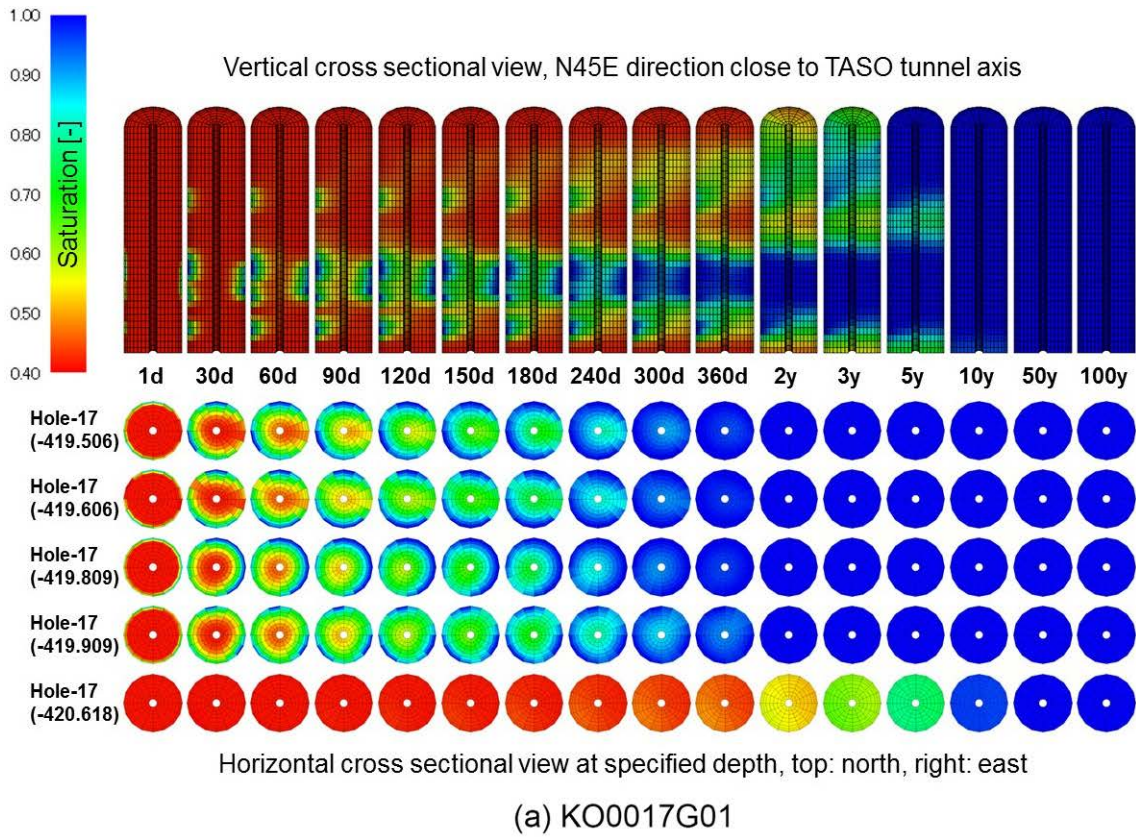 1.00
0.90
0.80
0.70
0.60
0.50
0.40
Saturation [-]
Vertical cross sectional view, N45E direction close to TASO tunnel axis
1d 30d 60d 90d 120d 150d 180d 240d 300d 360d 2y 3y 5y 10y 50y 100y
Hole-17
(-419.506)
Hole-17
(-419.606)
Hole-17
(-419.809)
Hole-17
(-419.909)
Hole-17
(-420.618)
Horizontal cross sectional view at specified depth, top: north, right: east
(a) KO0017G01